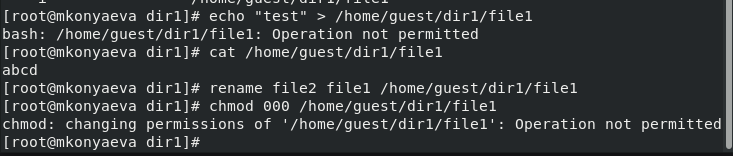 [root@mkonyaeva dir1]# echo "test" > /home/guest/dir1/file1
bash: /home/guest/dir1/file1: Operation not permitted
[root@mkonyaeva dir1]# cat /home/guest/dir1/file1
abcd
[root@mkonyaeva dir1]# rename file2 file1 /home/guest/dir1/file1
[root@mkonyaeva dir1]# chmod 000 /home/guest/dir1/file1
chmod: changing permissions of '/home/guest/dir1/file1': Operation not permitted
[root@mkonyaeva dir1]#